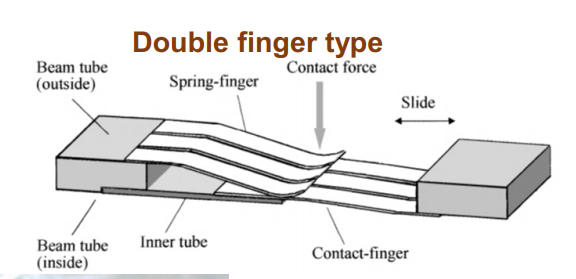 Double finger type
Beam tube
(outside)
Spring-finger
Contact force
Slide
Beam tube
(inside)
Inner tube
Contact-finger